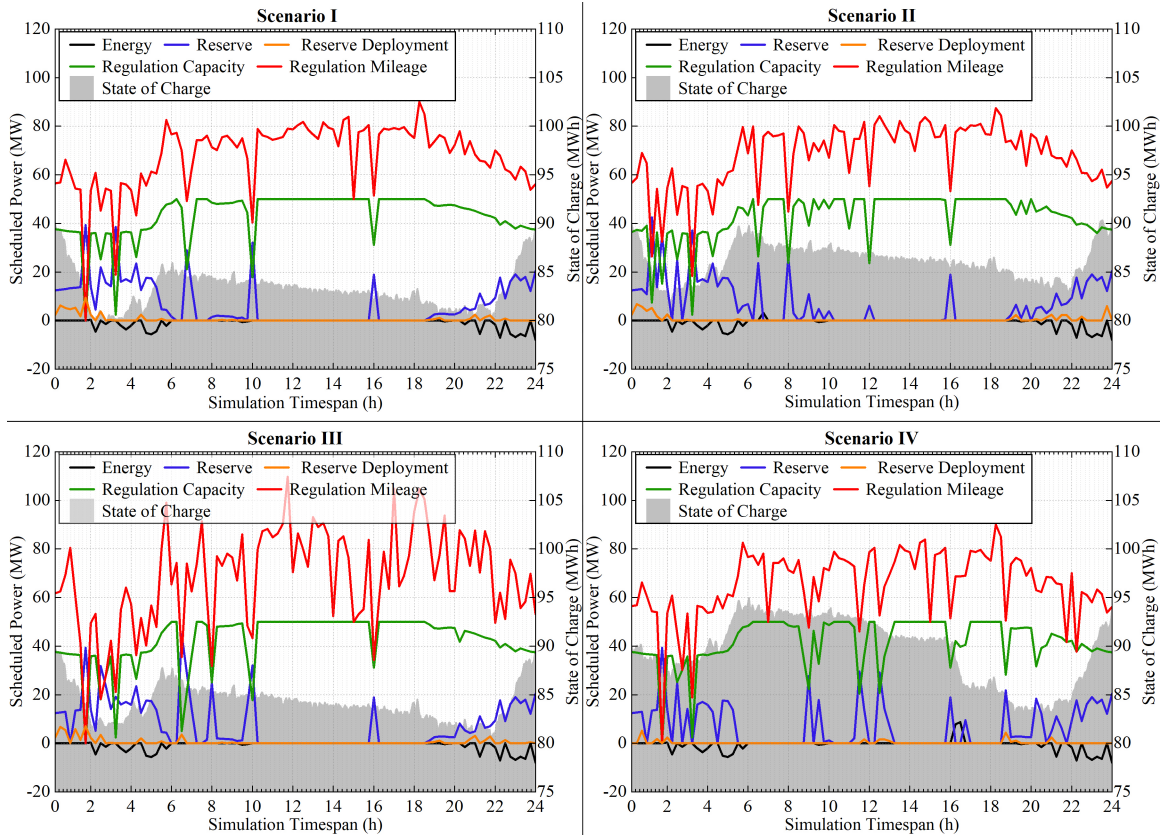 Scenario I
120
100
80
60
40
20
0
-20
Scheduled Power (MW)
Energy Reserve Reserve Deployment
Regulation Capacity Regulation Mileage
State of Charge
110
105
100
95
90
85
80
75
State of Charge (MWh)
0 2 4 6 8 10 12 14 16 18 20 22 24
Simulation Timespan (h)
Scenario II
120
100
80
60
40
20
0
-20
Scheduled Power (MW)
Energy Reserve Reserve Deployment
Regulation Capacity Regulation Mileage
State of Charge
110
105
100
95
90
85
80
75
State of Charge (MWh)
0 2 4 6 8 10 12 14 16 18 20 22 24
Simulation Timespan (h)
Scenario III
120
100
80
60
40
20
0
-20
Scheduled Power (MW)
Energy Reserve Reserve Deployment
Regulation Capacity Regulation Mileage
State of Charge
110
105
100
95
90
85
80
75
State of Charge (MWh)
0 2 4 6 8 10 12 14 16 18 20 22 24
Simulation Timespan (h)
Scenario IV
120
100
80
60
40
20
0
-20
Scheduled Power (MW)
Energy Reserve Reserve Deployment
Regulation Capacity Regulation Mileage
State of Charge
110
105
100
95
90
85
80
75
State of Charge (MWh)
0 2 4 6 8 10 12 14 16 18 20 22 24
Simulation Timespan (h)